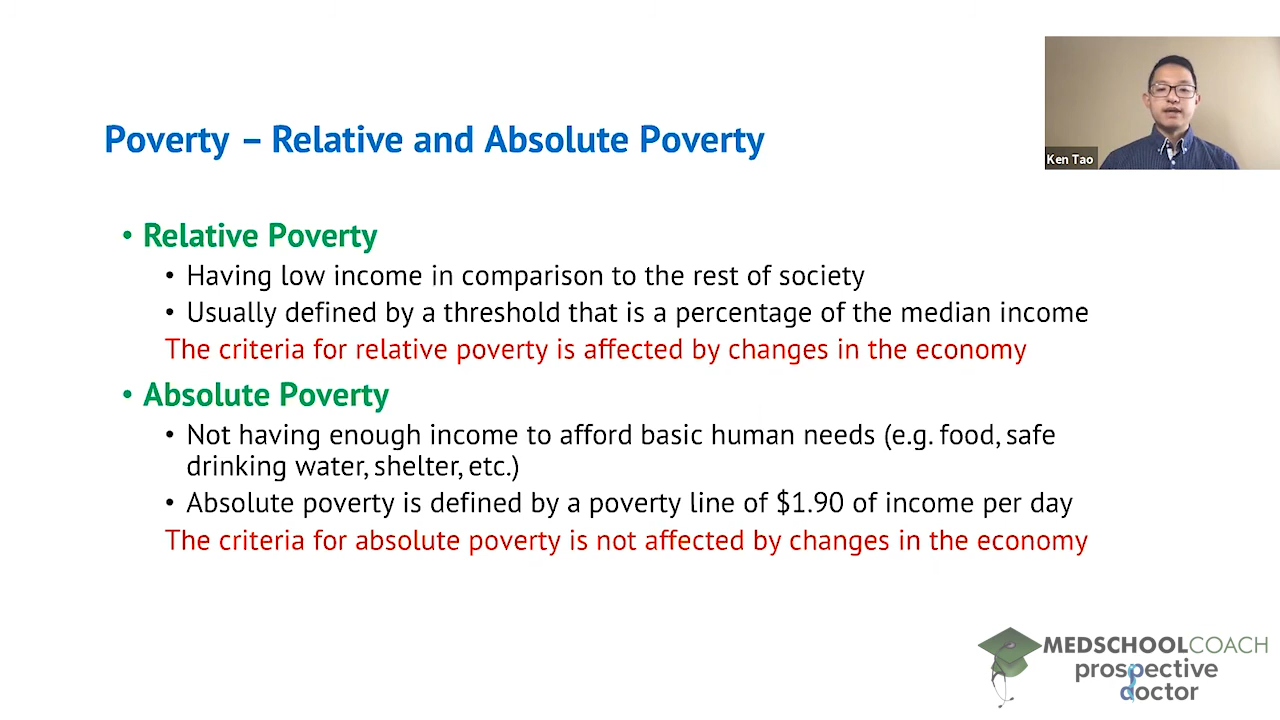 Poverty – Relative and Absolute Poverty
Ken Tao
• Relative Poverty
• Having low income in comparison to the rest of society
• Usually defined by a threshold that is a percentage of the median income
The criteria for relative poverty is affected by changes in the economy
• Absolute Poverty
• Not having enough income to afford basic human needs (e.g. food, safe
drinking water, shelter, etc.)
• Absolute poverty is defined by a poverty line of $1.90 of income per day
The criteria for absolute poverty is not affected by changes in the economy
MEDSCHOOLCOACH
prospective
doctor